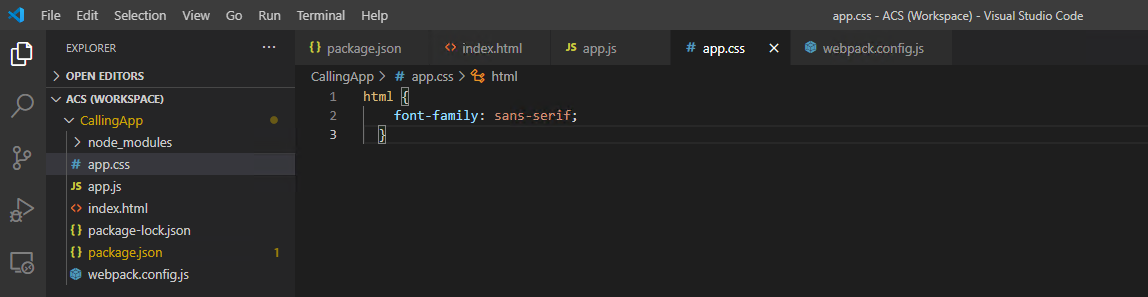 File Edit Selection View Go Run Terminal Help app.css - ACS (Workspace) - Visual Studio Code
EXPLORER ... {} package.json <> index.html JS app.js # app.css × webpack.config.js
> OPEN EDITORS
CallingApp > # app.css > html
ACS (WORKSPACE)
1 html {
CallingApp
2 font-family: sans-serif;
3 }
> node_modules
# app.css
JS app.js
<> index.html
{} package-lock.json
{} package.json 1
webpack.config.js